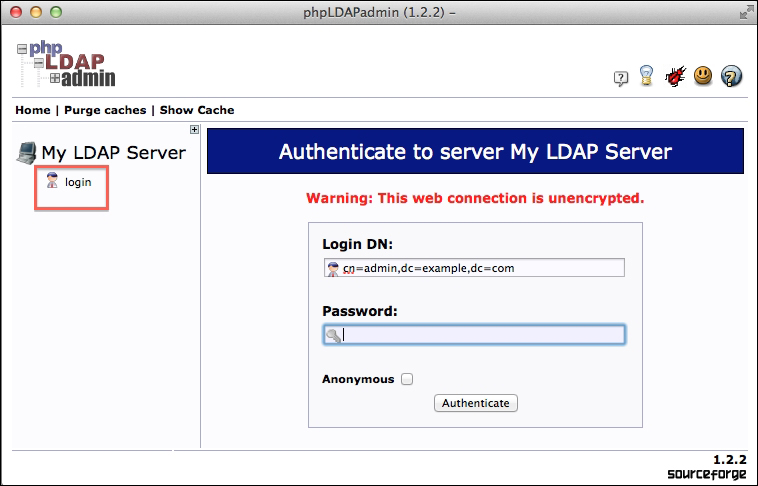 phpLDAPadmin (1.2.2) –
php
LDAP
admin
Home | Purge caches | Show Cache
My LDAP Server
login
Authenticate to server My LDAP Server
Warning: This web connection is unencrypted.
Login DN:
cn=admin,dc=example,dc=com
Password:
Anonymous
Authenticate
1.2.2
sourceforge